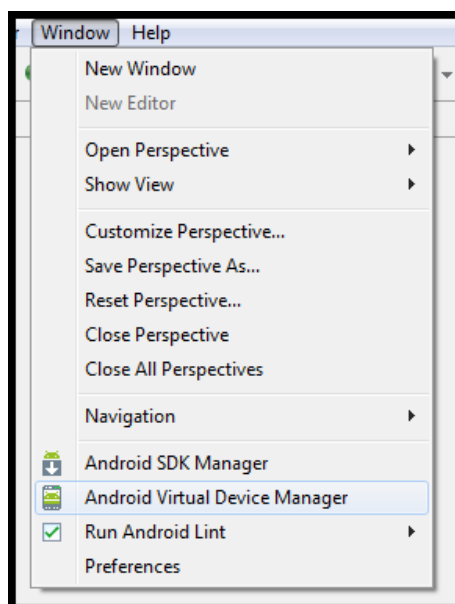 Window Help
New Window
New Editor
Open Perspective
Show View
Customize Perspective...
Save Perspective As...
Reset Perspective...
Close Perspective
Close All Perspectives
Navigation
Android SDK Manager
Android Virtual Device Manager
Run Android Lint
Preferences